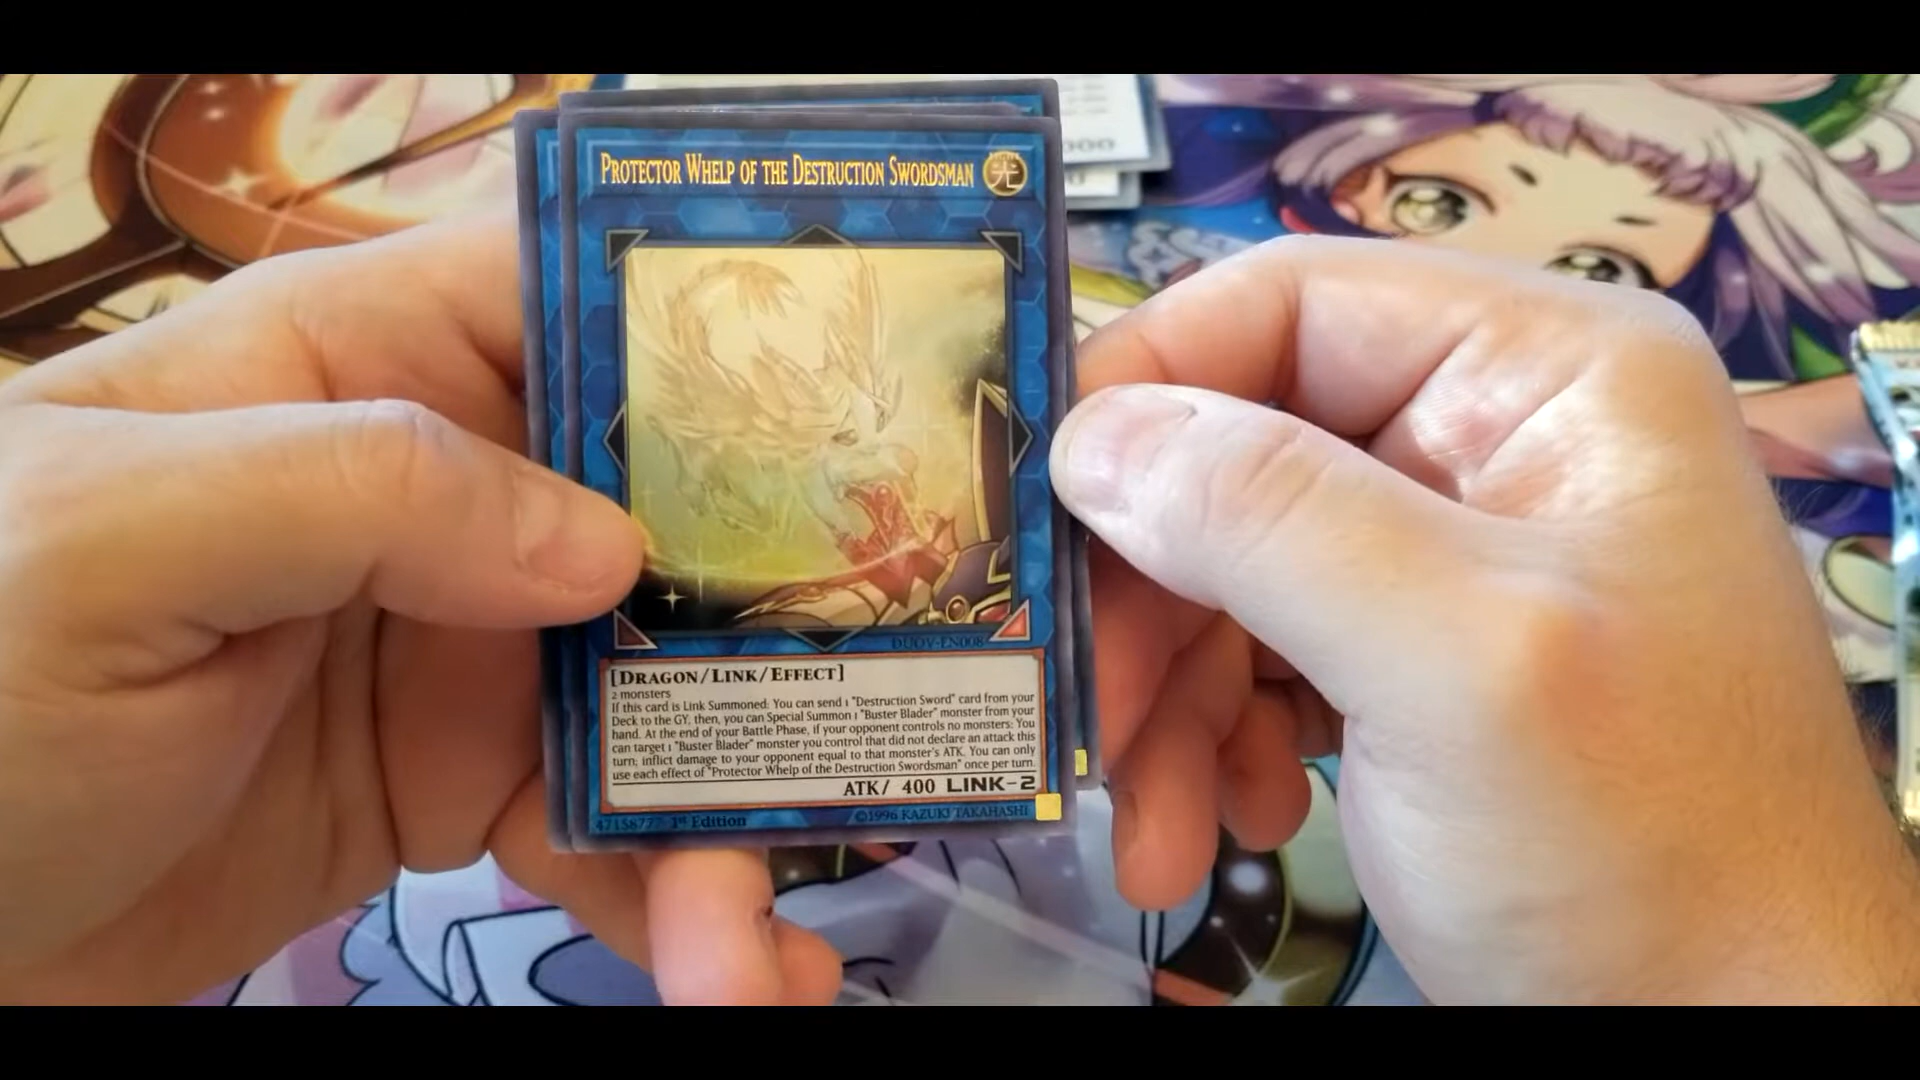 000
0
PROTECTOR WHELP OF THE DESTRUCTION SWORDSMAN
光
DUOV-EN008
[DRAGON/LINK/EFFECT]
2 monsters
If this card is Link Summoned: You can send 1 "Destruction Sword" card from your
Deck to the GY, then, you can Special Summon 1 "Buster Blader" monster from your
hand. At the end of your Battle Phase, if your opponent controls no monsters: You
can target 1 "Buster Blader" monster you control that did not declare an attack this
turn; inflict damage to your opponent equal to that monster's ATK. You can only
use each effect of "Protector Whelp of the Destruction Swordsman" once per turn.
ATK/ 400 LINK-2
1st Edition
©1996 KAZUKI TAKAHASHI